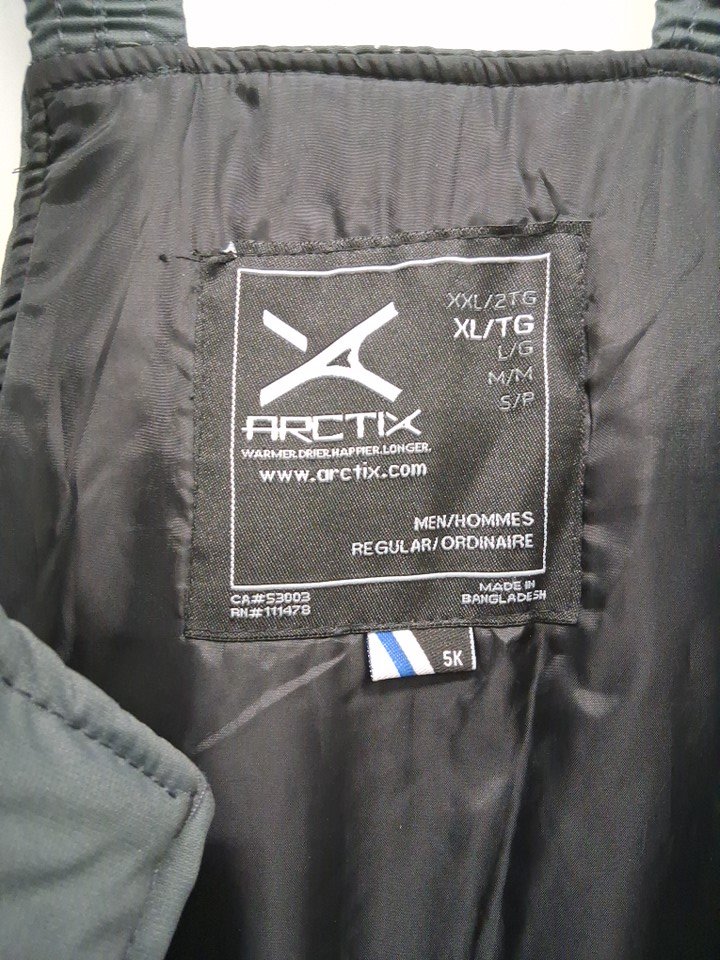 XXL/2TG
XL/TG
L/G
M/M
S/P
ARCTIX
WARMER.DRIER.HAPPIER.LONGER.
www.arctix.com
MEN/HOMMES
REGULAR/ORDINAIRE
CA#53003
RN#111478
MADE IN
BANGLADESH
5K